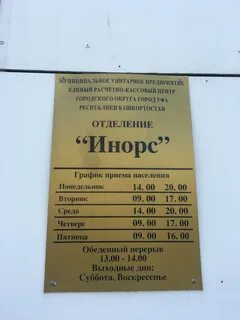 МУНИЦИПАЛЬНОЕ УНИТАРНОЕ ПРЕДПРИЯТИЕ
ЕДИНЫЙ РАСЧЕТНО-КАССОВЫЙ ЦЕНТР
ГОРОДСКОГО ОКРУГА ГОРОД УФА
РЕСПУБЛИКИ БАШКОРТОСТАН
ОТДЕЛЕНИЕ
"Инорс"
График приема населения
Понедельник 14. 00 20. 00
Вторник 09. 00 17. 00
Среда 14. 00 20. 00
Четверг 09. 00 17. 00
Пятница 09. 00 16. 00
Обеденный перерыв
13.00 - 14.00
Выходные дни:
Суббота, Воскресенье